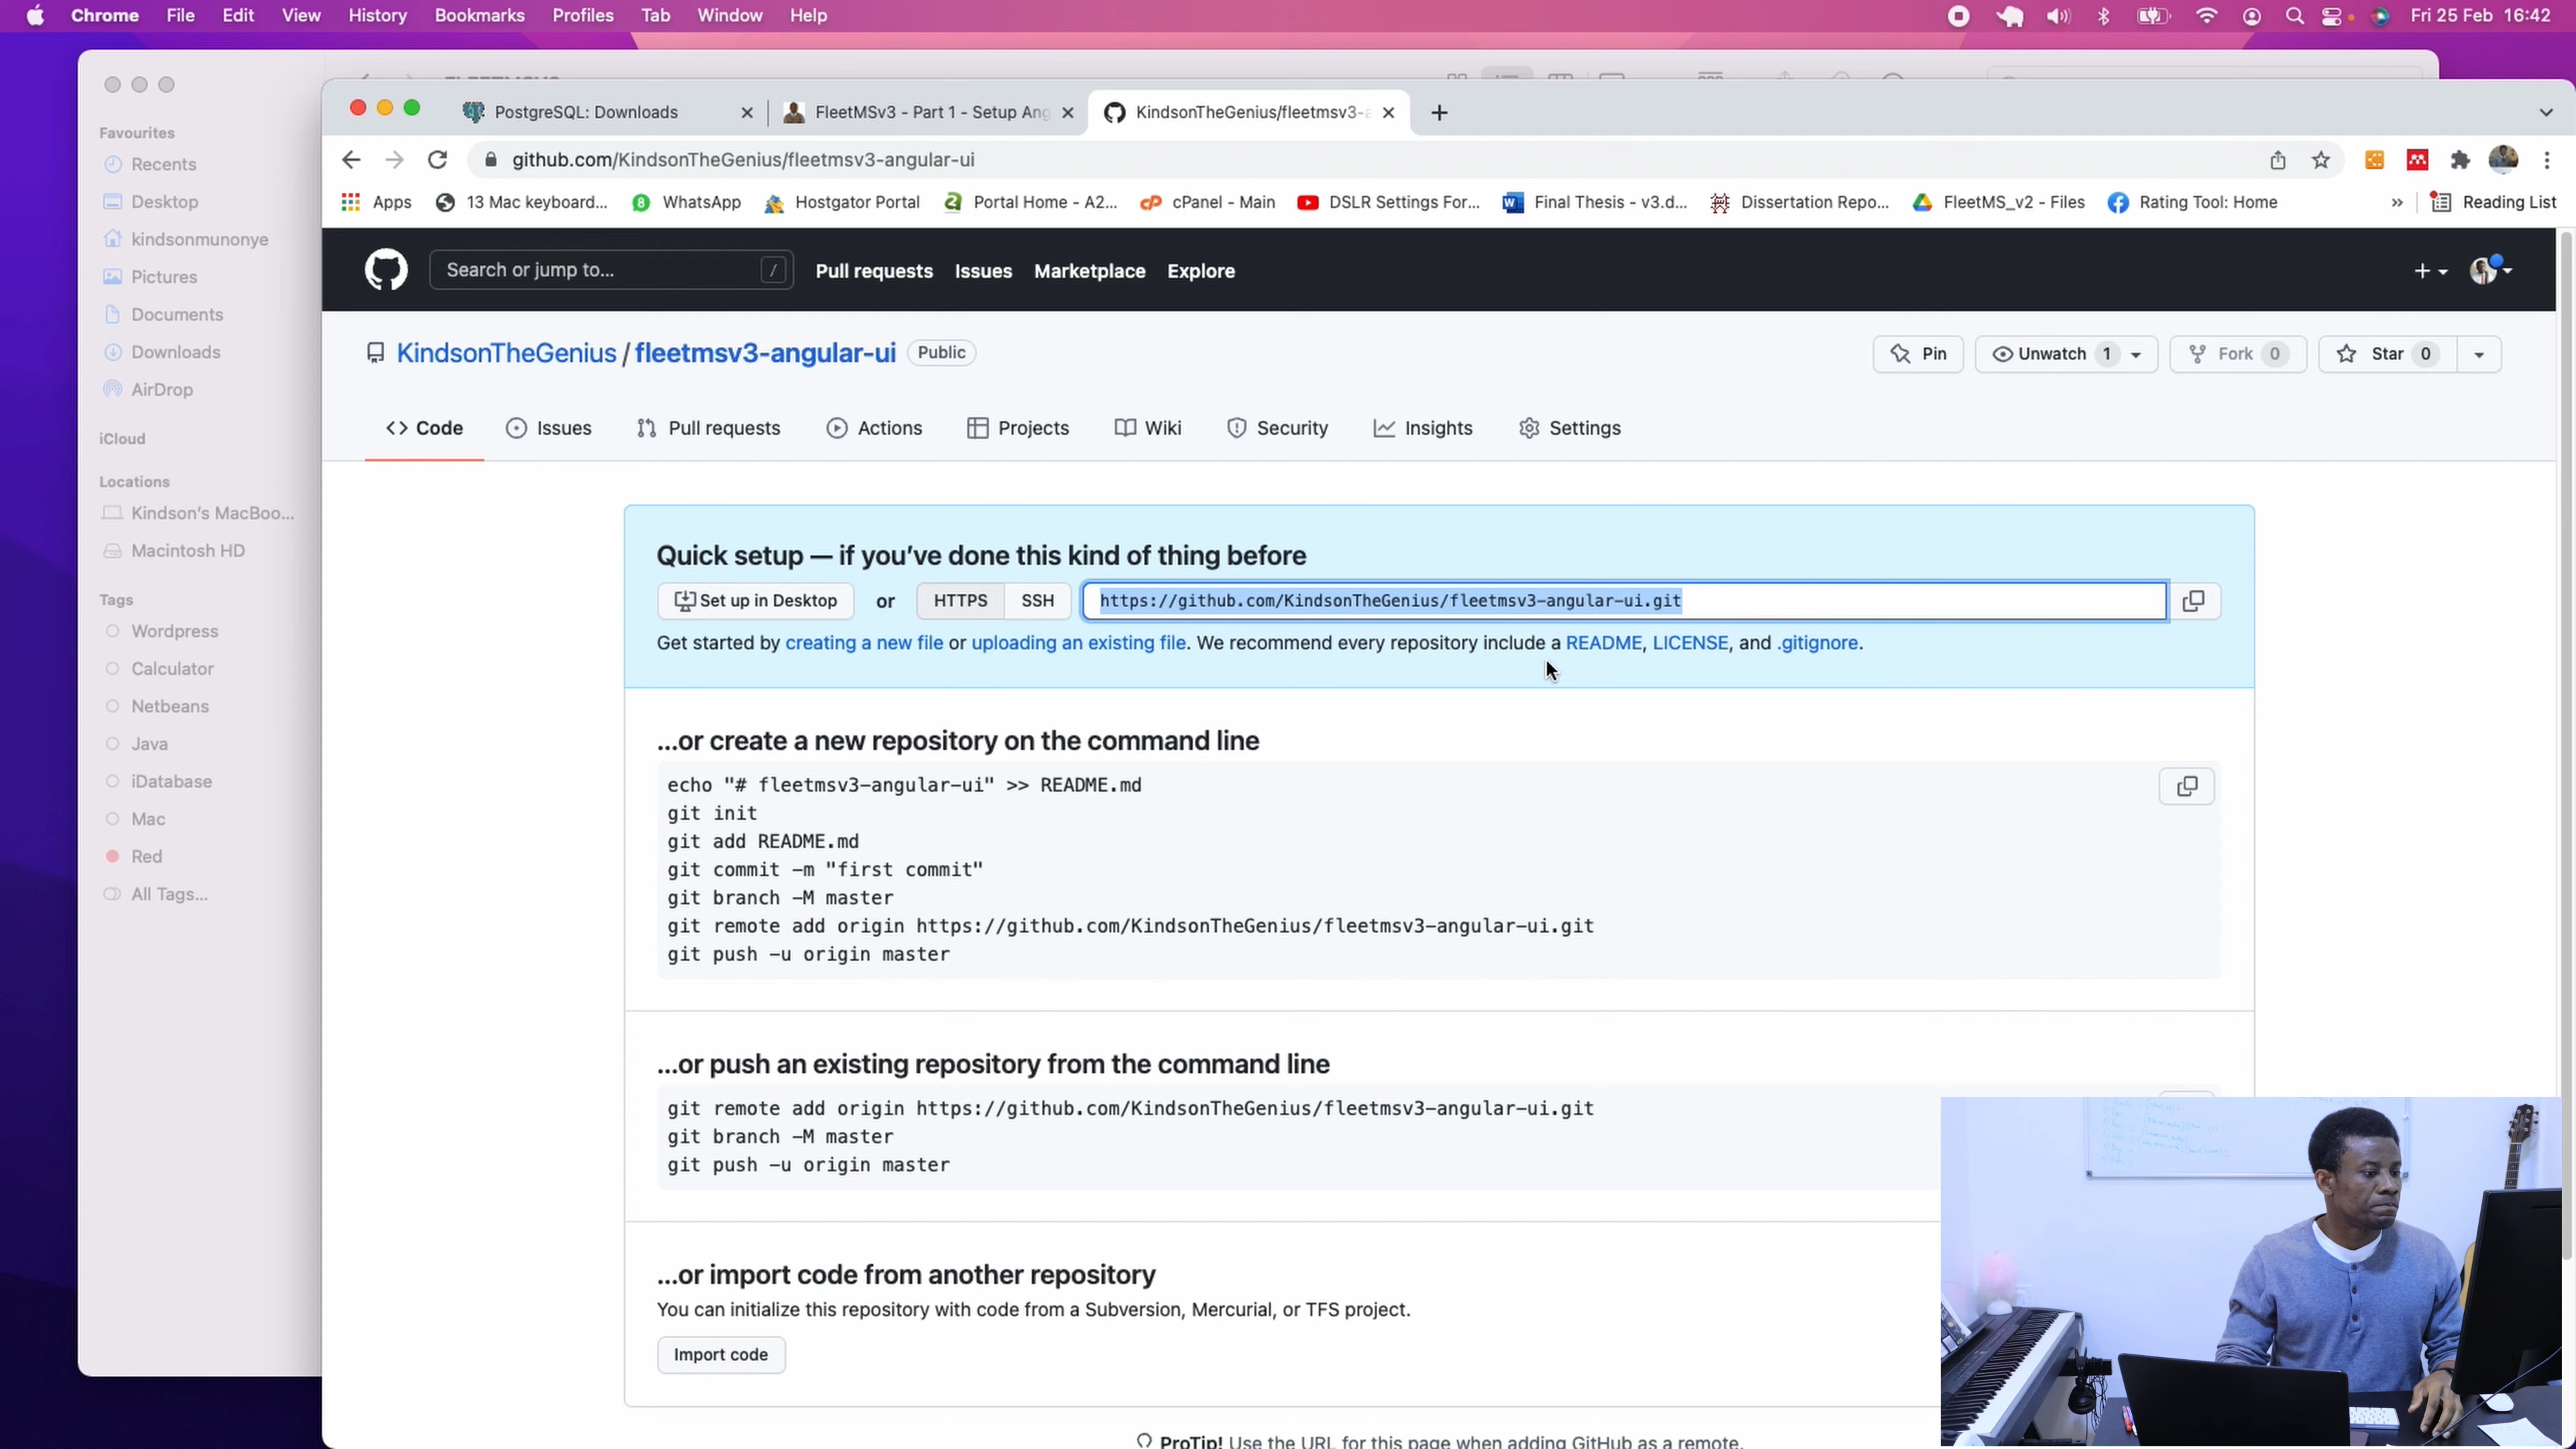 Chrome File Edit View History Bookmarks Profiles Tab Window Help Fri 25 Feb 16:42
PostgreSQL: Downloads
FleetMSv3 - Part 1 - Setup Ang
KindsonTheGenius/fleetmsv3-a
github.com/KindsonTheGenius/fleetmsv3-angular-ui
Apps 13 Mac keyboard... WhatsApp Hostgator Portal Portal Home - A2... cPanel - Main DSLR Settings For... Final Thesis - v3.d... Dissertation Repo... FleetMS_v2 - Files Rating Tool: Home » Reading List
Favourites
Recents
Desktop
kindsonmunonye
Pictures
Documents
Downloads
AirDrop
iCloud
Locations
Kindson's MacBoo...
Macintosh HD
Tags
Wordpress
Calculator
Netbeans
Java
iDatabase
Mac
Red
All Tags...
Search or jump to... / Pull requests Issues Marketplace Explore
KindsonTheGenius / fleetmsv3-angular-ui Public
Pin Unwatch 1 Fork 0 Star 0
Code Issues Pull requests Actions Projects Wiki Security Insights Settings
Quick setup — if you've done this kind of thing before
Set up in Desktop or HTTPS SSH https://github.com/KindsonTheGenius/fleetmsv3-angular-ui.git
Get started by creating a new file or uploading an existing file. We recommend every repository include a README, LICENSE, and .gitignore.
...or create a new repository on the command line
echo "# fleetmsv3-angular-ui" >> README.md
git init
git add README.md
git commit -m "first commit"
git branch -M master
git remote add origin https://github.com/KindsonTheGenius/fleetmsv3-angular-ui.git
git push -u origin master
...or push an existing repository from the command line
git remote add origin https://github.com/KindsonTheGenius/fleetmsv3-angular-ui.git
git branch -M master
git push -u origin master
...or import code from another repository
You can initialize this repository with code from a Subversion, Mercurial, or TFS project.
Import code
ProTip! Use the URL for this page when adding GitHub as a remote.